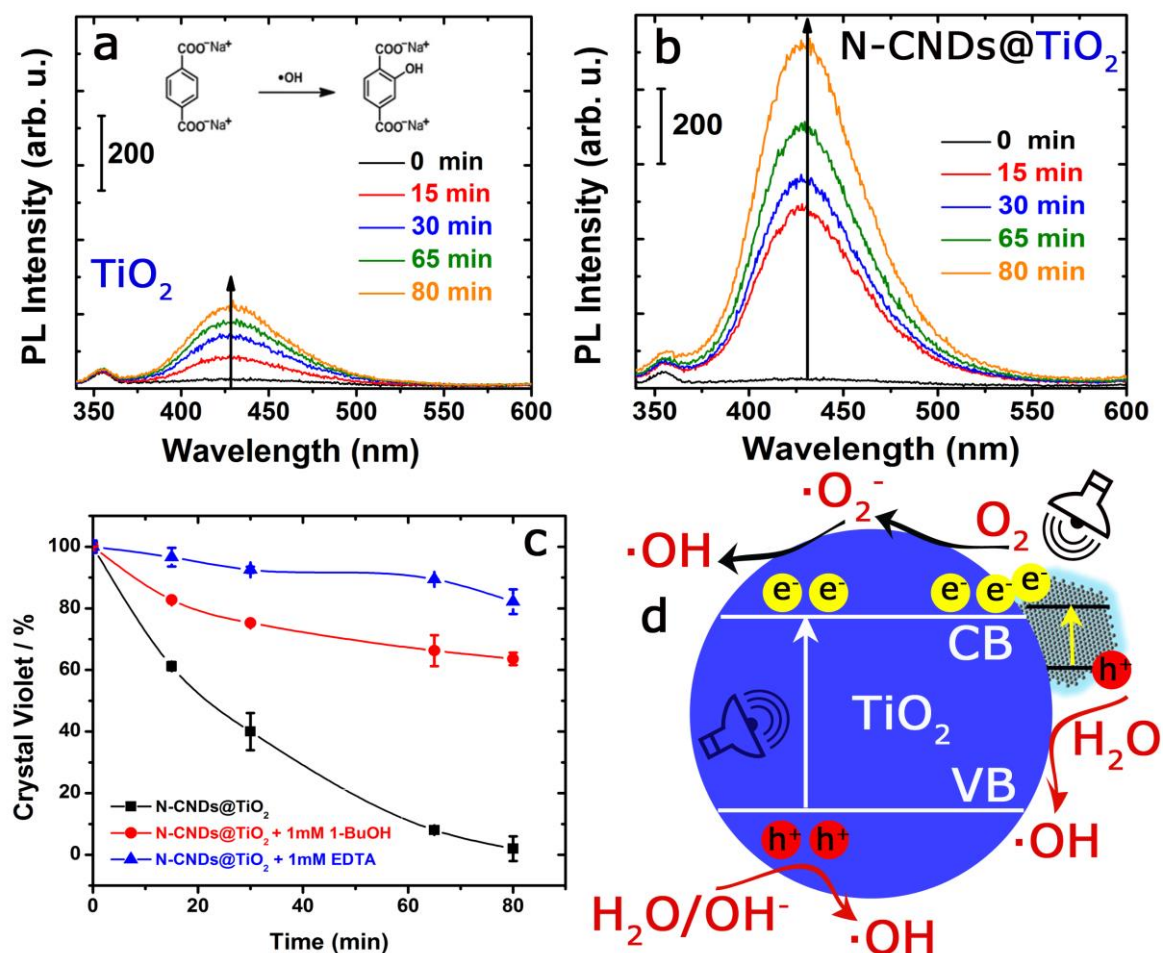 a
COO⁻Na⁺
COO⁻Na⁺
•OH
COO⁻Na⁺
OH
COO⁻Na⁺
200
0 min
15 min
30 min
65 min
80 min
TiO₂
PL Intensity (arb. u.)
350 400 450 500 550 600
Wavelength (nm)
b
N-CNDs@TiO₂
200
0 min
15 min
30 min
65 min
80 min
PL Intensity (arb. u.)
350 400 450 500 550 600
Wavelength (nm)
c
100
80
60
40
20
0
Crystal Violet / %
N-CNDs@TiO₂
N-CNDs@TiO₂ + 1mM 1-BuOH
N-CNDs@TiO₂ + 1mM EDTA
0 20 40 60 80
Time (min)
d
·O₂⁻
O₂
·OH
e⁻ e⁻ e⁻ e⁻ e⁻
CB
h⁺
TiO₂
H₂O
VB
·OH
h⁺ h⁺
H₂O/OH⁻
·OH